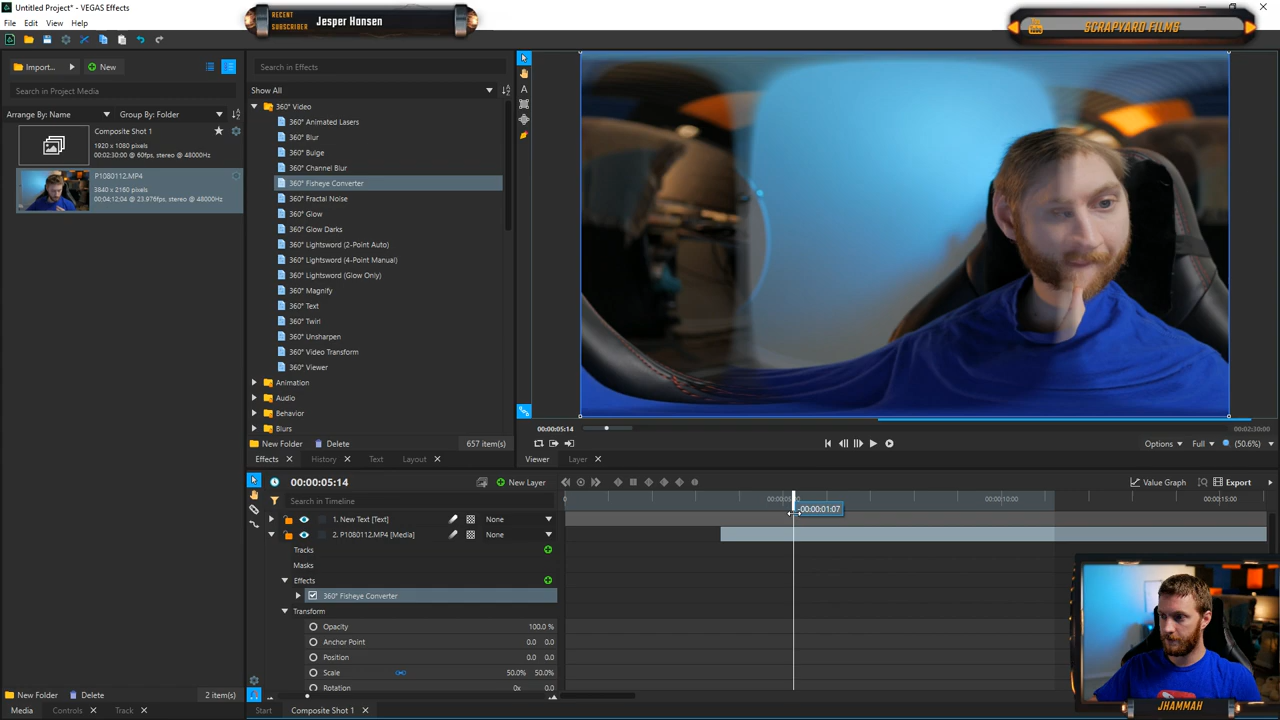 Untitled Project* - VEGAS Effects
File Edit View Help
RECENT SUBSCRIBER Jesper Honsen
SCRAPYARD FILMS
Import... New
Search in Project Media
Arrange By: Name Group By: Folder
Composite Shot 1
1920 x 1080 pixels
00:02:30:00 @ 60fps, stereo @ 48000Hz
P1080112.MP4
3840 x 2160 pixels
00:04:12:04 @ 23.976fps, stereo @ 48000Hz
New Folder Delete 2 item(s)
Media Controls Track
Search in Effects
Show All
360° Video
360° Animated Lasers
360° Blur
360° Bulge
360° Channel Blur
360° Fisheye Converter
360° Fractal Noise
360° Glow
360° Glow Darks
360° Lightsword (2-Point Auto)
360° Lightsword (4-Point Manual)
360° Lightsword (Glow Only)
360° Magnify
360° Text
360° Twirl
360° Unsharpen
360° Video Transform
360° Viewer
Animation
Audio
Behavior
Blurs
New Folder Delete 657 item(s)
Effects History Text Layout
00:00:05:14 00:02:30:00
Options Full (50.6%)
Viewer Layer
00:00:05:14 New Layer Value Graph Export
Search in Timeline
0 00:00:10:00 00:00:15:00
-00:00:01:07
1. New Text [Text] None
2. P1080112.MP4 [Media] None
Tracks
Masks
Effects
360° Fisheye Converter
Transform
Opacity 100.0 %
Anchor Point 0.0 0.0
Position 0.0 0.0
Scale 50.0% 50.0%
Rotation 0x 0.0
Start Composite Shot 1
JHAMMAH